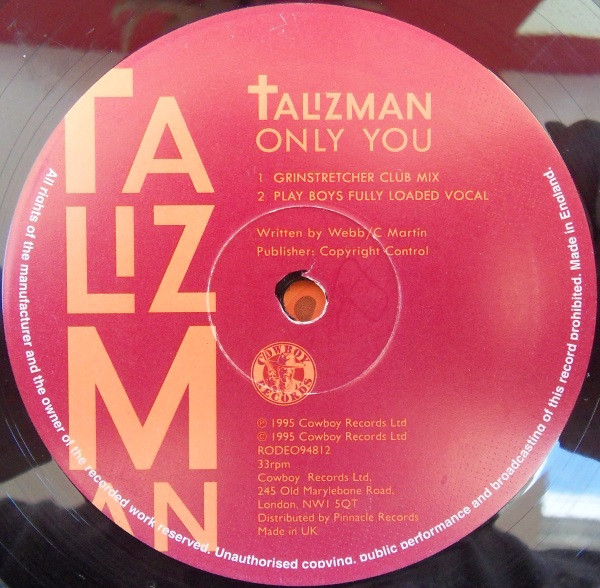 TALIZMAN
TALIZMAN
ONLY YOU
1 GRINSTRETCHER CLUB MIX
2 PLAY BOYS FULLY LOADED VOCAL
Written by Webb/C Martin
Publisher: Copyright Control
COWBOY
RECORDS
℗ 1995 Cowboy Records Ltd
© 1995 Cowboy Records Ltd
RODEO94812
33rpm
Cowboy Records Ltd.
245 Old Marylebone Road,
London, NW1 5QT
Distributed by Pinnacle Records
Made in UK
All rights of the manufacturer and the owner of the recorded work reserved. Unauthorised copying, public performance and broadcasting of this record prohibited. Made in England.